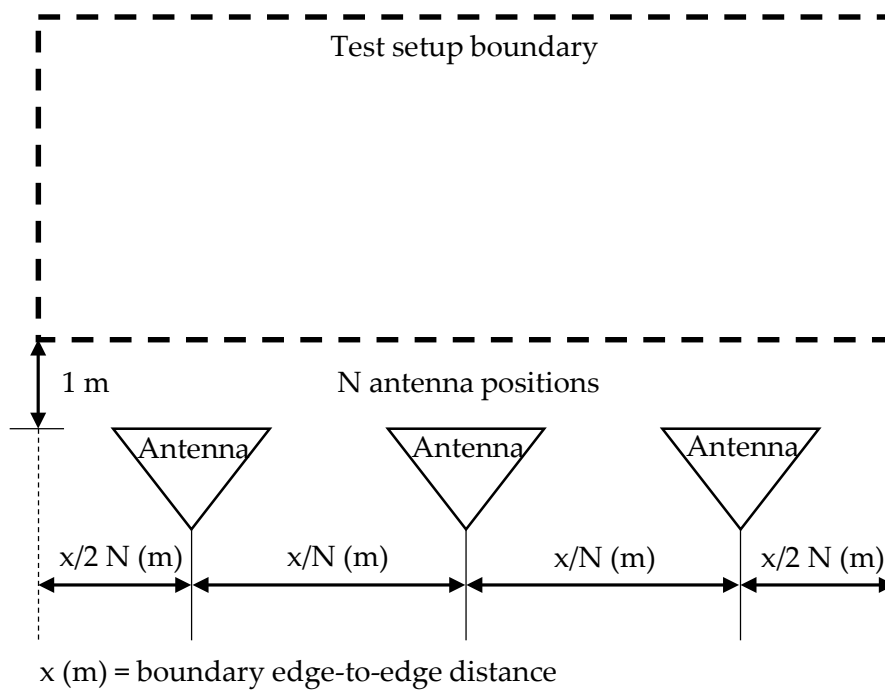 Test setup boundary
1 m
N antenna positions
Antenna
Antenna
Antenna
x/2 N (m)
x/N (m)
x/N (m)
x/2 N (m)
x (m) = boundary edge-to-edge distance